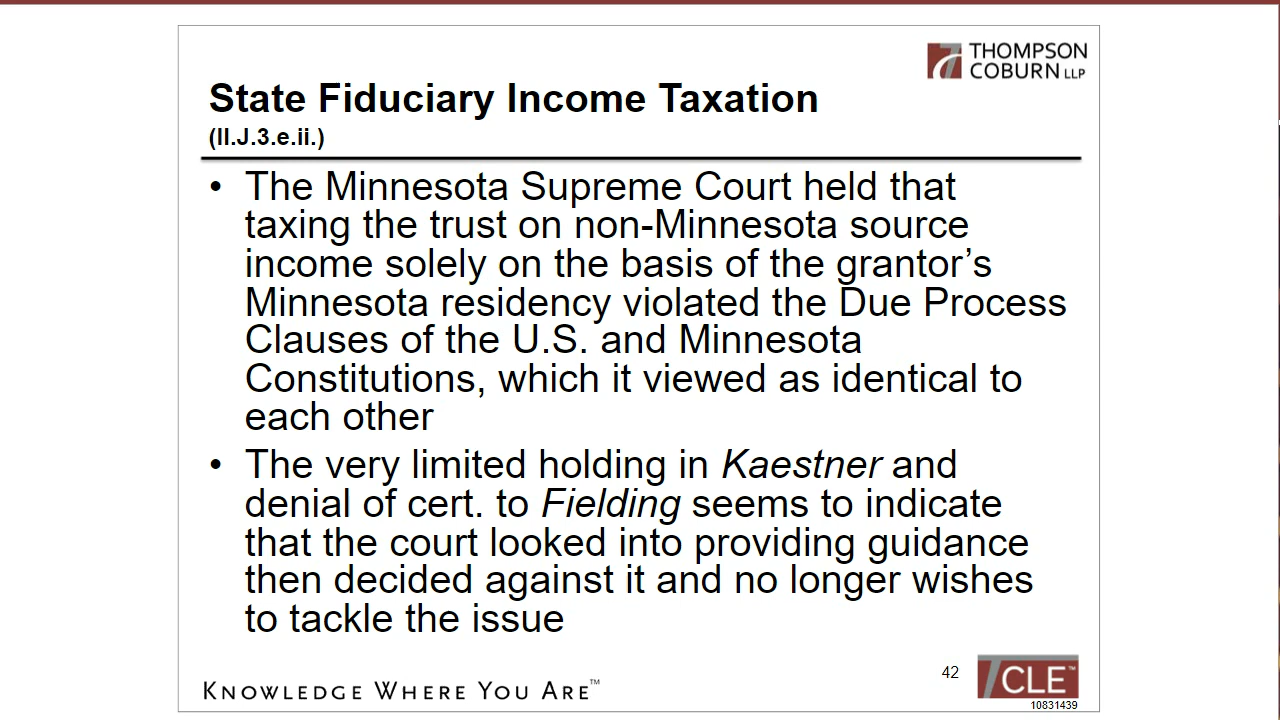 THOMPSON
COBURN LLP
State Fiduciary Income Taxation
(II.J.3.e.ii.)
• The Minnesota Supreme Court held that
taxing the trust on non-Minnesota source
income solely on the basis of the grantor’s
Minnesota residency violated the Due Process
Clauses of the U.S. and Minnesota
Constitutions, which it viewed as identical to
each other
• The very limited holding in Kaestner and
denial of cert. to Fielding seems to indicate
that the court looked into providing guidance
then decided against it and no longer wishes
to tackle the issue
KNOWLEDGE WHERE YOU ARE™
42
CLE™
10831439